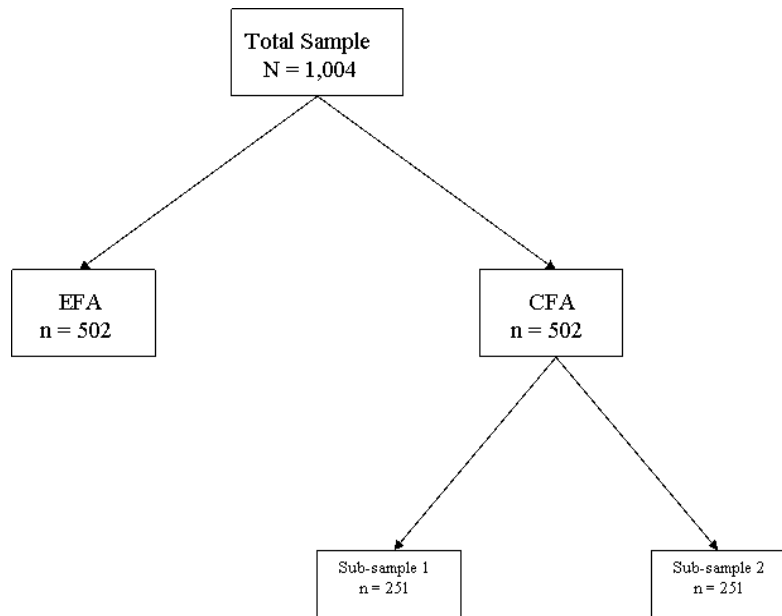 Total Sample
N = 1,004
EFA
n = 502
CFA
n = 502
Sub-sample 1
n = 251
Sub-sample 2
n = 251